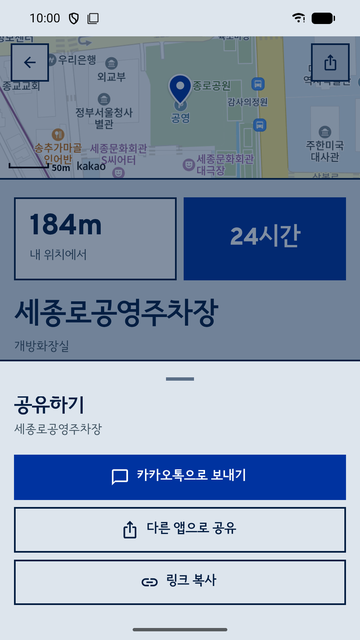 10:00
우리은행
외교부
종교교회
정부서울청사
별관
종로공원
감사의정원
공영
송추가마골
인어반
세종문화회관
S씨어터
세종문화회관
대극장
주한미국
대사관
50m kakao
184m
내 위치에서
24시간
세종로공영주차장
개방화장실
공유하기
세종로공영주차장
카카오톡으로 보내기
다른 앱으로 공유
링크 복사